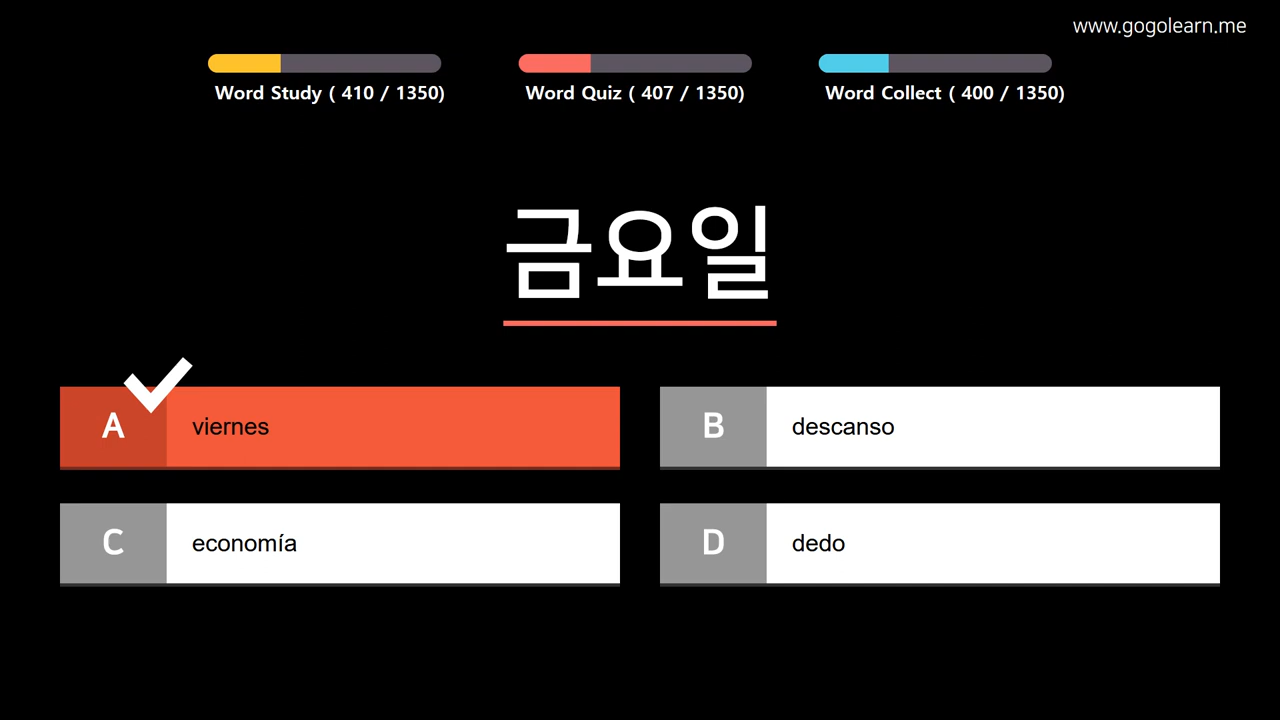 www.gogolearn.me
Word Study ( 410 / 1350)
Word Quiz ( 407 / 1350)
Word Collect ( 400 / 1350)
금요일
A viernes
B descanso
C economía
D dedo